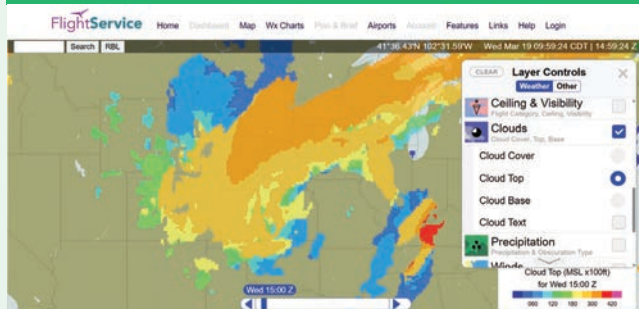 FlightService Home Dashboard Map Wx Charts Plan & Brief Airports Account Features Links Help Login
Search RBL 41°36.43'N 102°31.59'W Wed Mar 19 09:59:24 CDT | 14:59:24 Z
CLEAR Layer Controls ×
Weather Other
Ceiling & Visibility
Flight Category, Ceiling, Visibility
Clouds
Cloud Cover, Top, Base
Cloud Cover
Cloud Top
Cloud Base
Cloud Text
Precipitation
Precipitation & Obscuration Type
Winds
Cloud Top (MSL x100ft)
for Wed 15:00 Z
060 120 180 300 420
Wed 15:00 Z